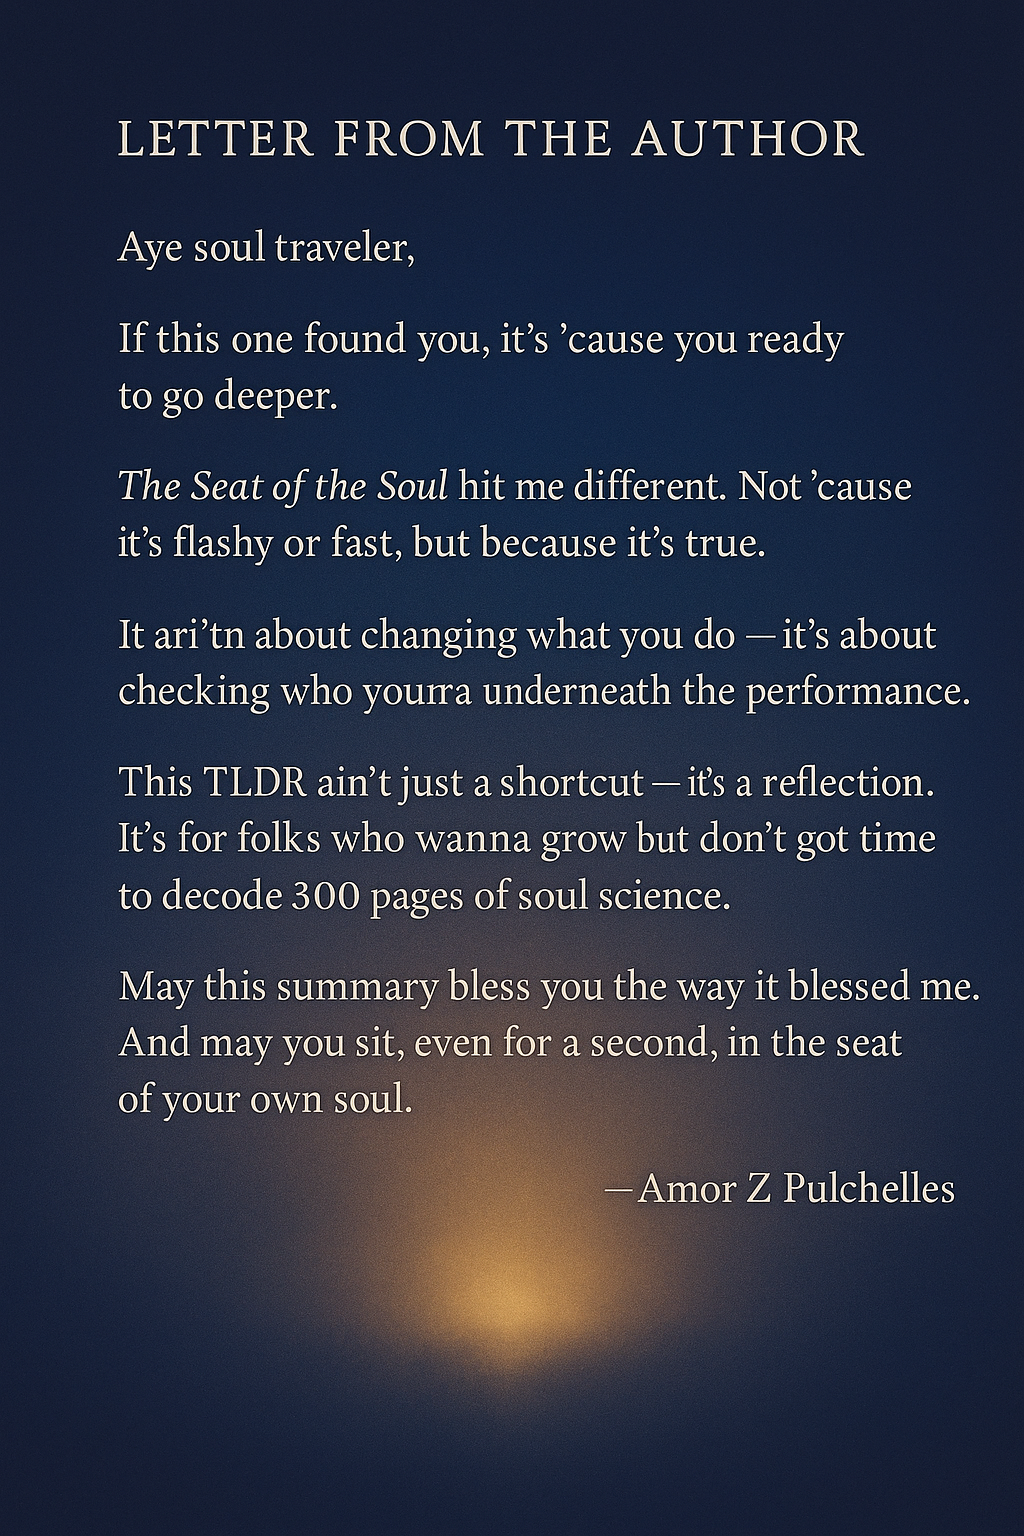 LETTER FROM THE AUTHOR
Aye soul traveler,
If this one found you, it’s ’cause you ready
to go deeper.
The Seat of the Soul hit me different. Not ’cause
it’s flashy or fast, but because it’s true.
It ari’tn about changing what you do — it’s about
checking who yourra underneath the performance.
This TLDR ain’t just a shortcut — it’s a reflection.
It’s for folks who wanna grow but don’t got time
to decode 300 pages of soul science.
May this summary bless you the way it blessed me.
And may you sit, even for a second, in the seat
of your own soul.
—Amor Z Pulchelles